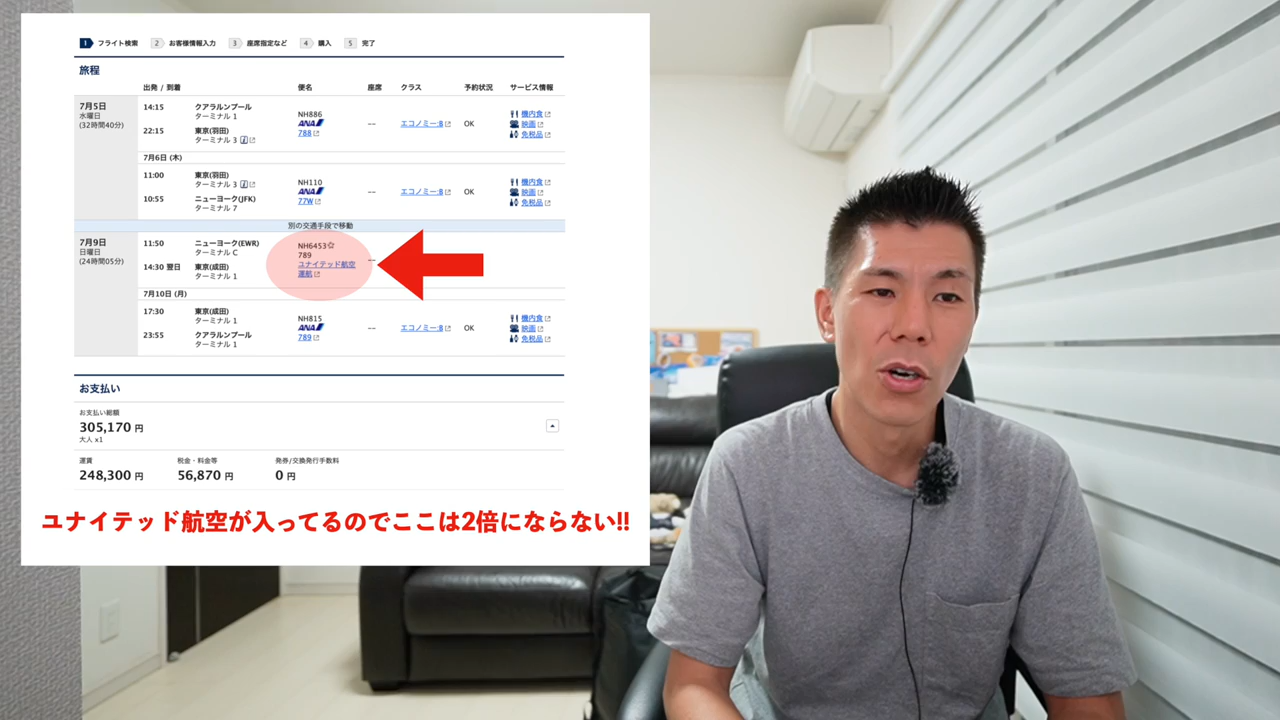 1 フライト検索 2 お客様情報入力 3 座席指定など 4 購入 5 完了
旅程
出発 / 到着 便名 座席 クラス 予約状況 サービス情報
7月5日
水曜日
(32時間40分)
14:15 クアラルンプール
ターミナル 1
22:15 東京(羽田)
ターミナル 3
NH886
ANA
788
--
エコノミー:B
OK
機内食
映画
免税品
7月6日 (木)
11:00 東京(羽田)
ターミナル 3
10:55 ニューヨーク(JFK)
ターミナル 7
NH110
ANA
77W
--
エコノミー:B
OK
機内食
映画
免税品
別の交通手段で移動
7月9日
日曜日
(24時間05分)
11:50 ニューヨーク(EWR)
ターミナル C
14:30 翌日 東京(成田)
ターミナル 1
NH6453
789
ユナイテッド航空
運航
--
7月10日 (月)
17:30 東京(成田)
ターミナル 1
23:55 クアラルンプール
ターミナル 1
NH815
ANA
789
--
エコノミー:B
OK
機内食
映画
免税品
お支払い
お支払い総額
305,170 円
大人 x1
運賃 税金・料金等 発券/交換発行手数料
248,300 円 56,870 円 0 円
ユナイテッド航空が入ってるのでここは2倍にならない!!